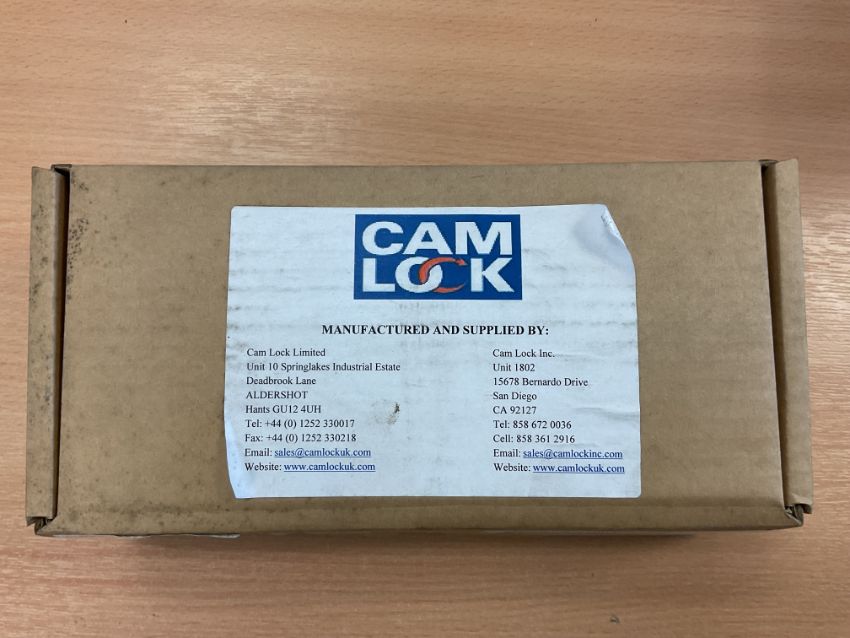 CAM
LOCK
MANUFACTURED AND SUPPLIED BY:
Cam Lock Limited
Unit 10 Springlakes Industrial Estate
Deadbrook Lane
ALDERSHOT
Hants GU12 4UH
Tel: +44 (0) 1252 330017
Fax: +44 (0) 1252 330218
Email: sales@camlockuk.com
Website: www.camlockuk.com
Cam Lock Inc.
Unit 1802
15678 Bernardo Drive
San Diego
CA 92127
Tel: 858 672 0036
Cell: 858 361 2916
Email: sales@camlockinc.com
Website: www.camlockuk.com